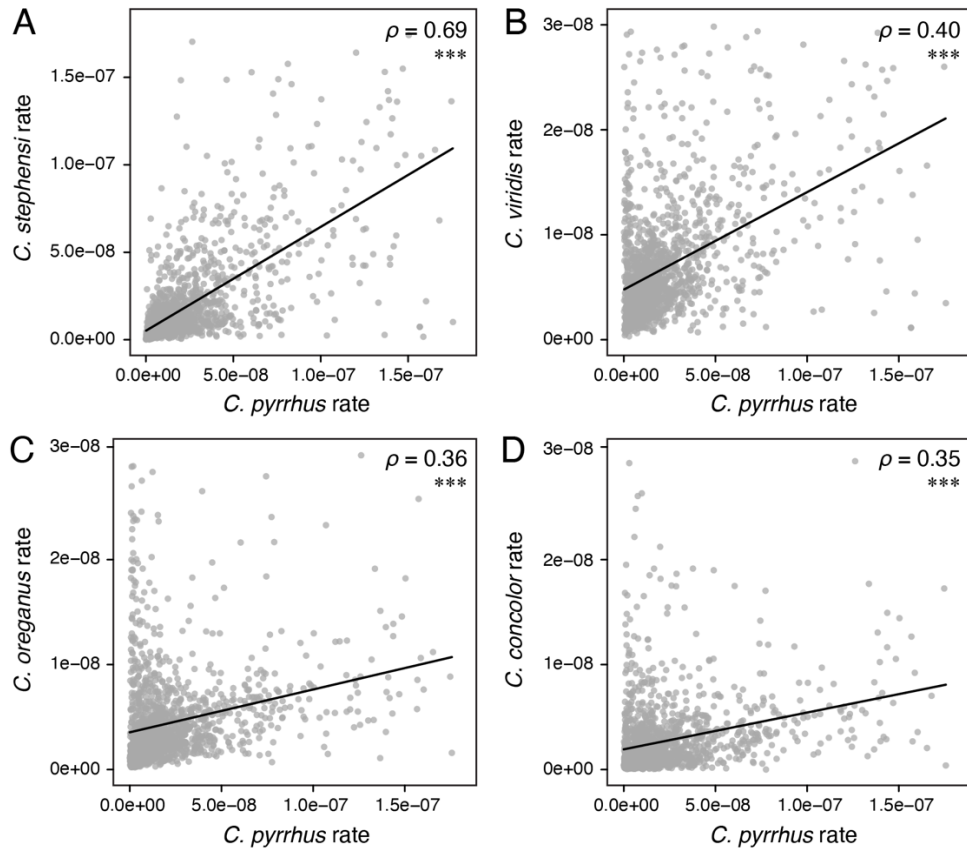 A
ρ = 0.69
***
1.5e−07
1.0e−07
5.0e−08
0.0e+00
C. stephensi rate
0.0e+00 5.0e−08 1.0e−07 1.5e−07
C. pyrrhus rate
B
ρ = 0.40
***
3e−08
2e−08
1e−08
0e+00
C. viridis rate
0.0e+00 5.0e−08 1.0e−07 1.5e−07
C. pyrrhus rate
C
ρ = 0.36
***
3e−08
2e−08
1e−08
0e+00
C. oreganus rate
0.0e+00 5.0e−08 1.0e−07 1.5e−07
C. pyrrhus rate
D
ρ = 0.35
***
3e−08
2e−08
1e−08
0e+00
C. concolor rate
0.0e+00 5.0e−08 1.0e−07 1.5e−07
C. pyrrhus rate